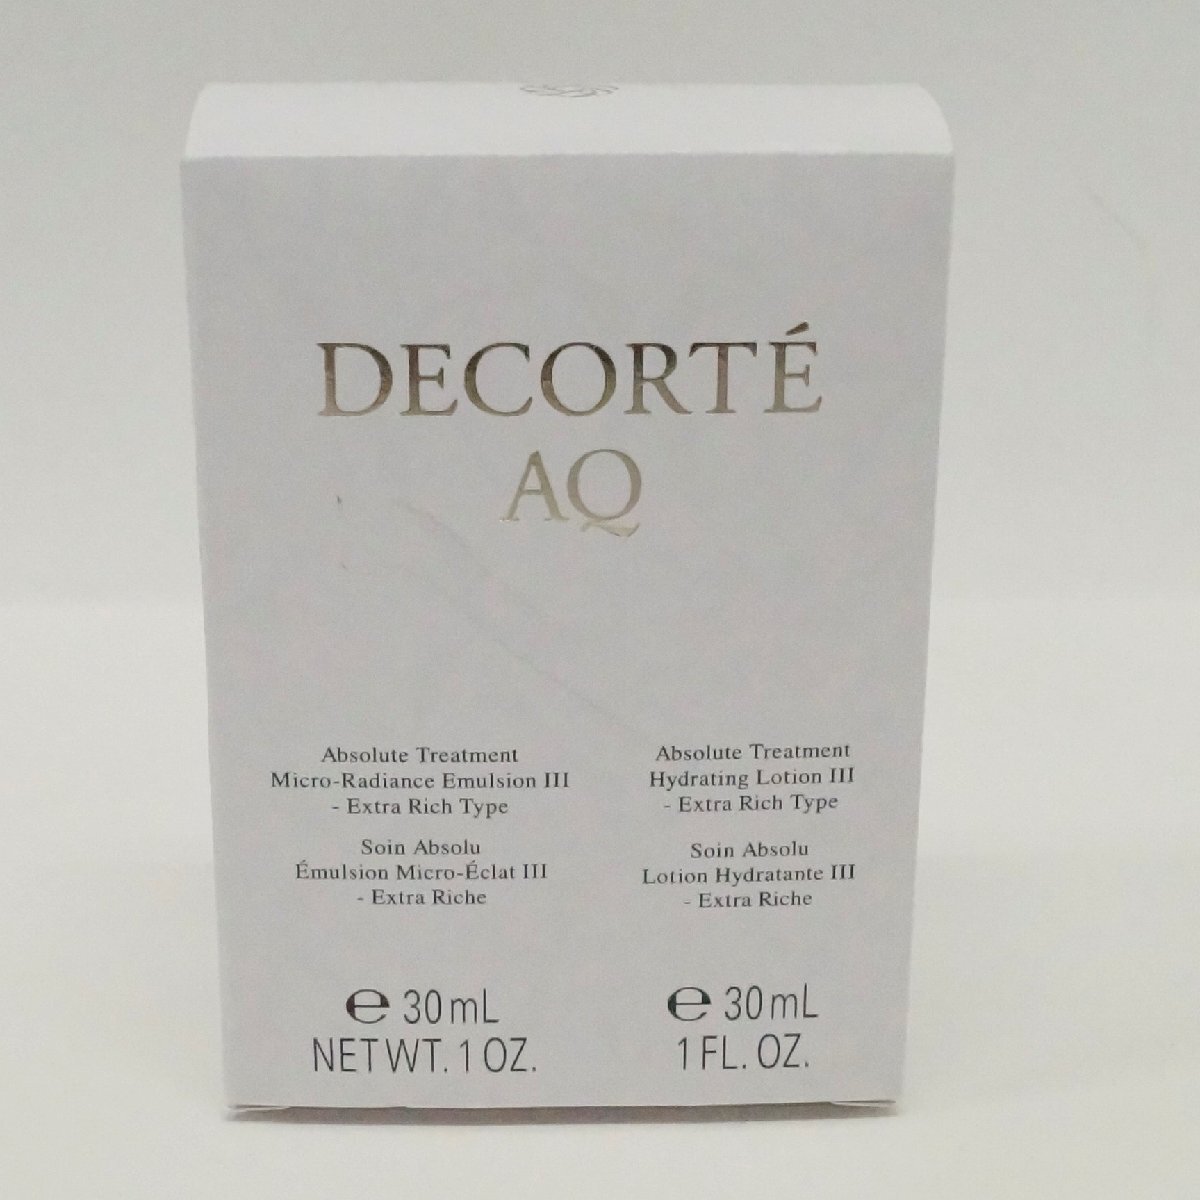 DECORTÉ
AQ
Absolute Treatment
Micro-Radiance Emulsion III
- Extra Rich Type
Soin Absolu
Émulsion Micro-Éclat III
- Extra Riche
℮ 30mL
NET WT. 1 OZ.
Absolute Treatment
Hydrating Lotion III
- Extra Rich Type
Soin Absolu
Lotion Hydratante III
- Extra Riche
℮ 30mL
1 FL. OZ.